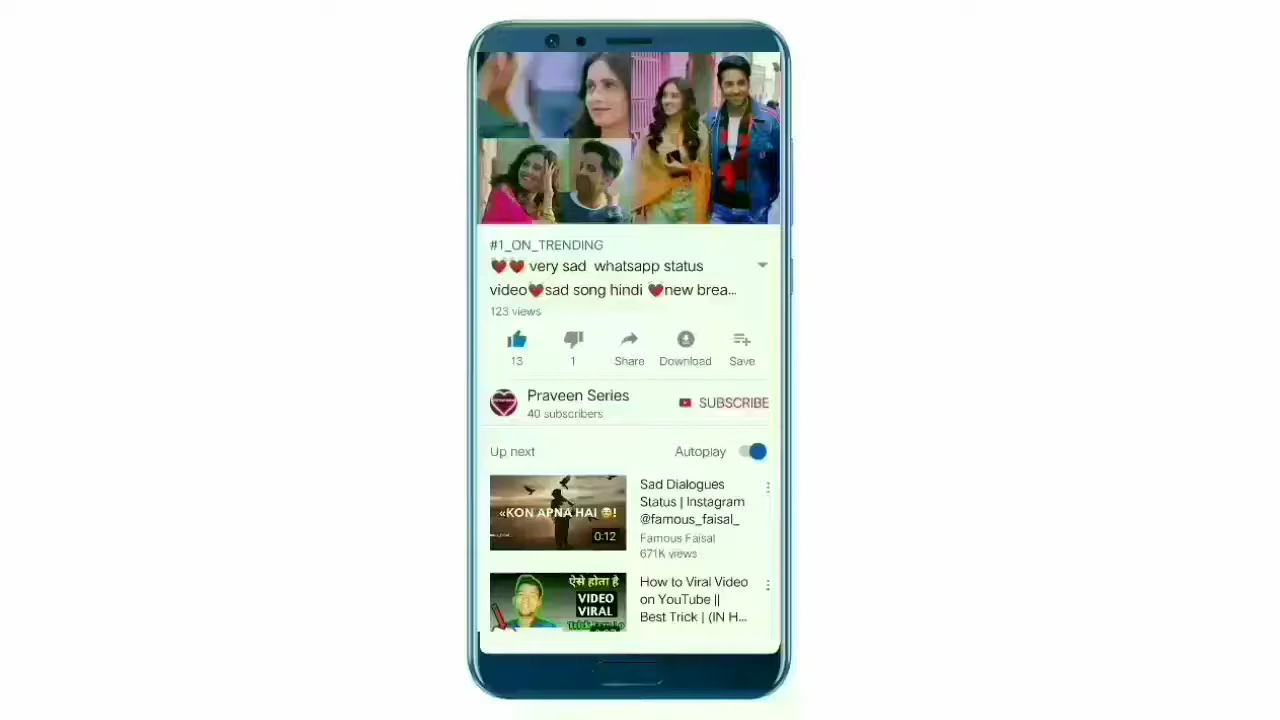 #1_ON_TRENDING
💔💔 very sad whatsapp status
video💔sad song hindi 💔new brea...
123 views
13
1
Share
Download
Save
Praveen Series
40 subscribers
SUBSCRIBE
Up next
Autoplay
«KON APNA HAI 😢!
0:12
Sad Dialogues
Status | Instagram
@famous_faisal_
Famous Faisal
671K views
ऐसे होता है
VIDEO
VIRAL
How to Viral Video
on YouTube ||
Best Trick | (IN H...